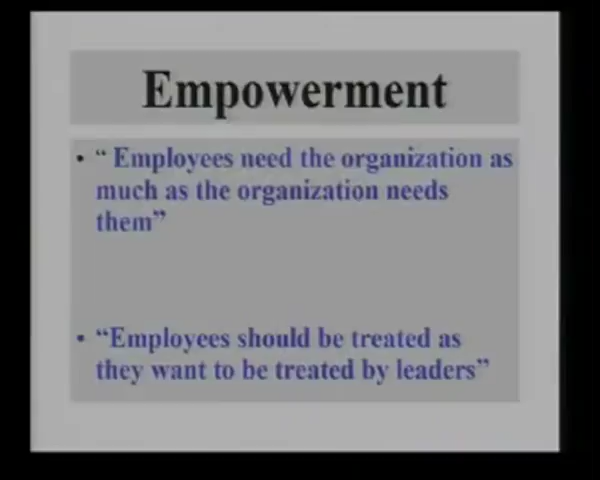 Empowerment
• “ Employees need the organization as
much as the organization needs
them”
• “Employees should be treated as
they want to be treated by leaders”